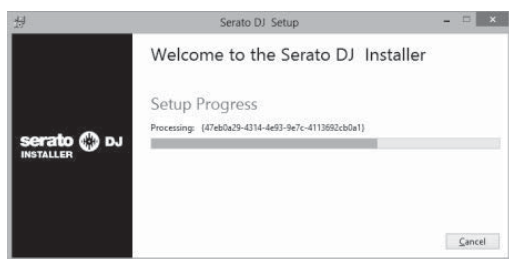 Serato DJ Setup
Welcome to the Serato DJ Installer
Setup Progress
Processing: {47eb0a29-4314-4e93-9e7c-4113692cb0a1}
serato DJ
INSTALLER
Cancel